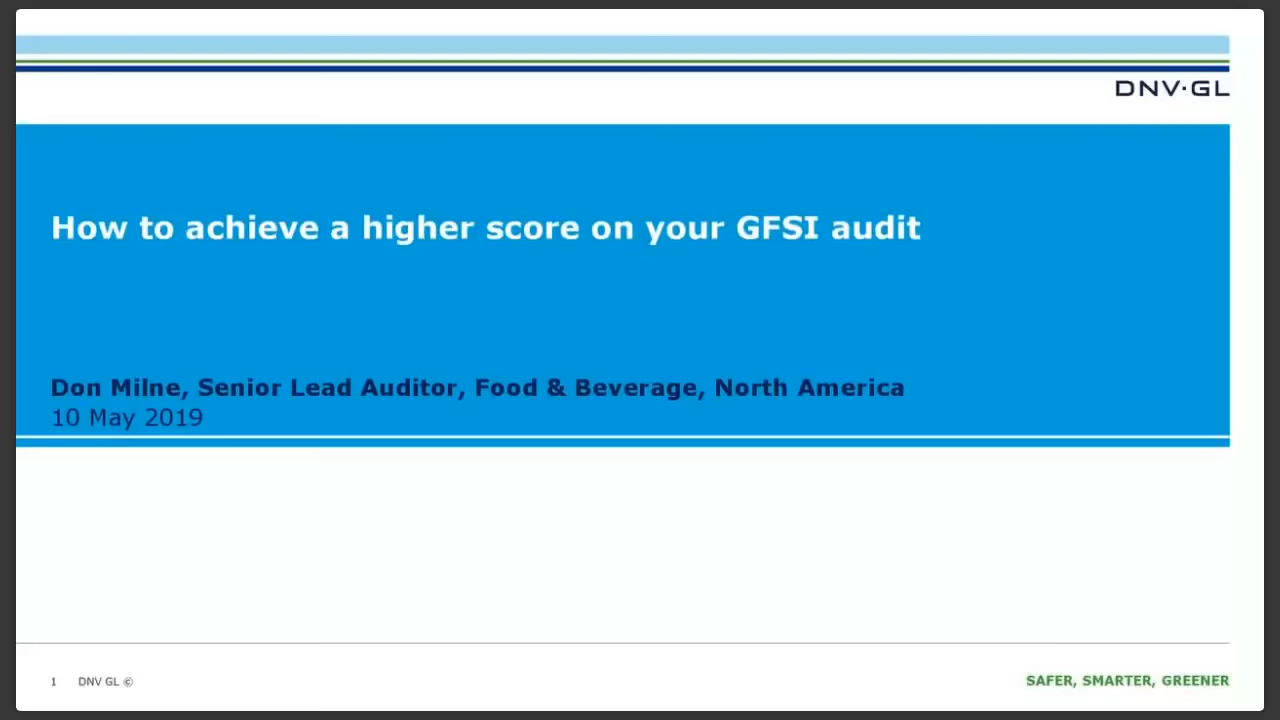 DNV·GL
How to achieve a higher score on your GFSI audit
Don Milne, Senior Lead Auditor, Food & Beverage, North America
10 May 2019
1 DNV GL ©
SAFER, SMARTER, GREENER